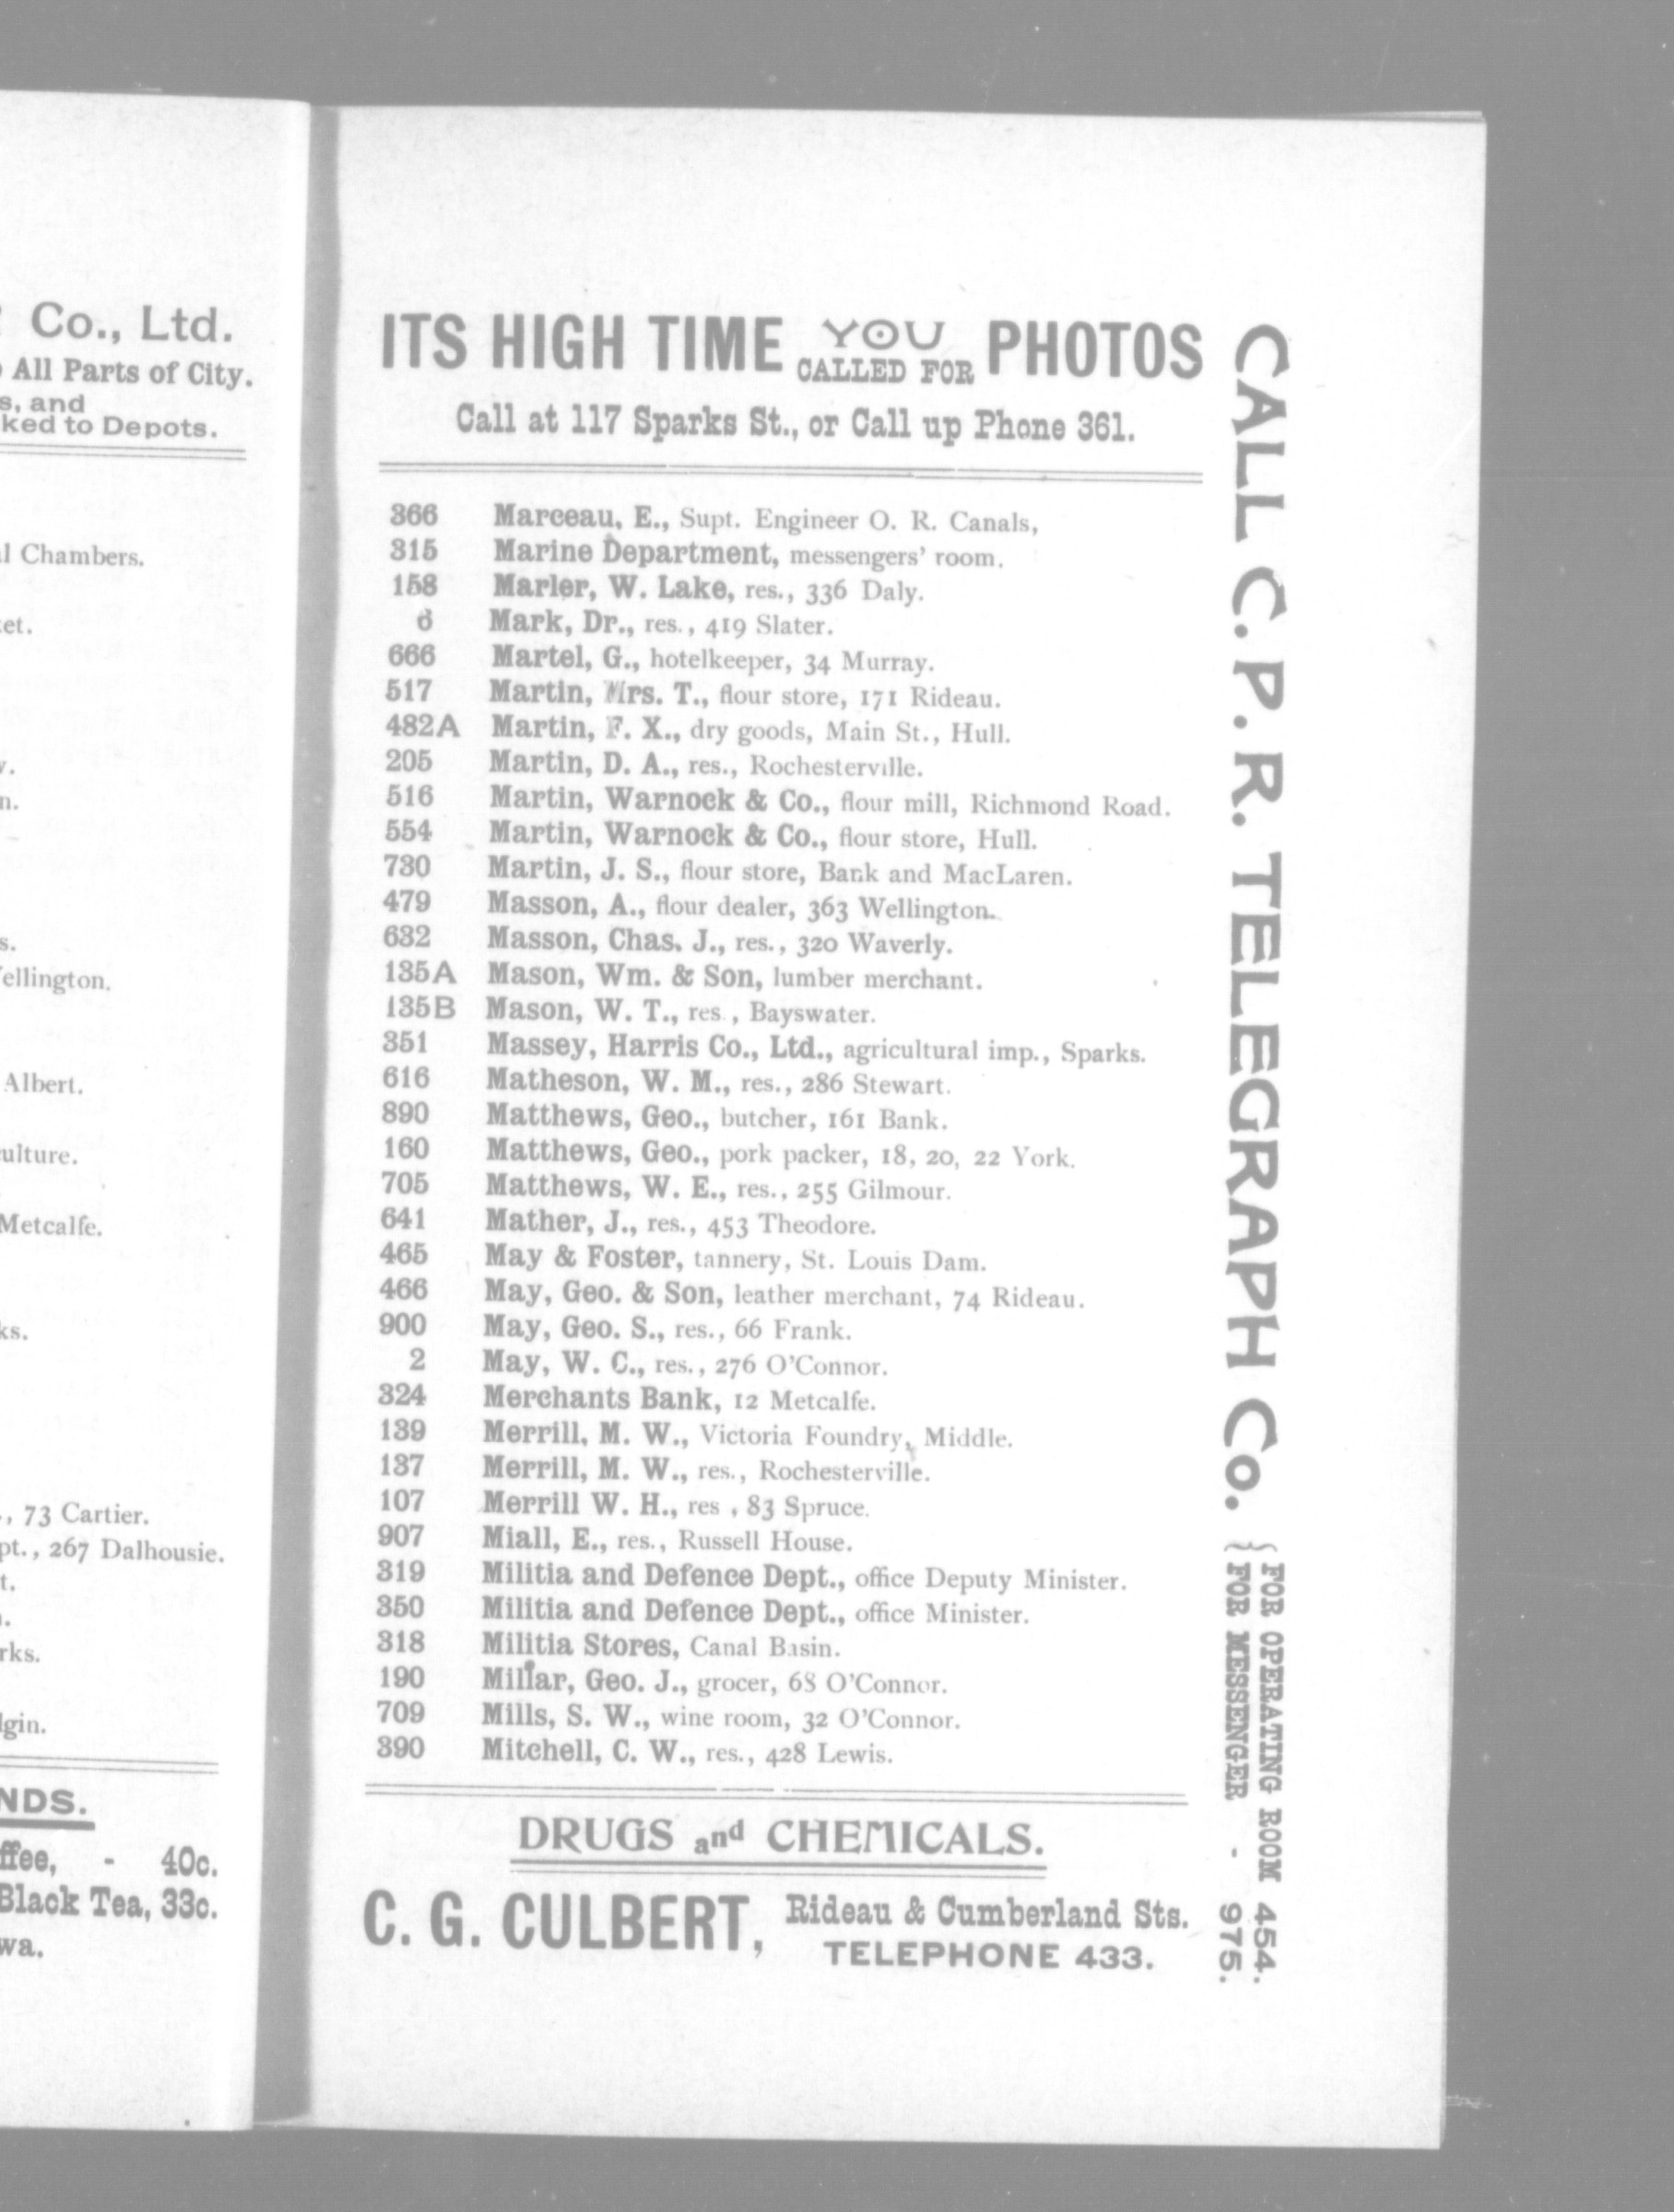 Co., Ltd.
All Parts of City.
s, and
ked to Depots.
l Chambers.
et.
y.
n.
s.
ellington.
Albert.
ulture.
Metcalfe.
ks.
., 73 Cartier.
pt., 267 Dalhousie.
t.
rks.
lgin.
NDS.
ffee, - 40c.
Black Tea, 33c.
wa.
ITS HIGH TIME YOU CALLED FOR PHOTOS
Call at 117 Sparks St., or Call up Phone 361.
366 Marceau, E., Supt. Engineer O. R. Canals,
315 Marine Department, messengers' room.
158 Marler, W. Lake, res., 336 Daly.
6 Mark, Dr., res., 419 Slater.
666 Martel, G., hotelkeeper, 34 Murray.
517 Martin, Mrs. T., flour store, 171 Rideau.
482A Martin, F. X., dry goods, Main St., Hull.
205 Martin, D. A., res., Rochesterville.
516 Martin, Warnock & Co., flour mill, Richmond Road.
554 Martin, Warnock & Co., flour store, Hull.
730 Martin, J. S., flour store, Bank and MacLaren.
479 Masson, A., flour dealer, 363 Wellington.
632 Masson, Chas. J., res., 320 Waverly.
135A Mason, Wm. & Son, lumber merchant.
135B Mason, W. T., res., Bayswater.
351 Massey, Harris Co., Ltd., agricultural imp., Sparks.
616 Matheson, W. M., res., 286 Stewart.
890 Matthews, Geo., butcher, 161 Bank.
160 Matthews, Geo., pork packer, 18, 20, 22 York.
705 Matthews, W. E., res., 255 Gilmour.
641 Mather, J., res., 453 Theodore.
465 May & Foster, tannery, St. Louis Dam.
466 May, Geo. & Son, leather merchant, 74 Rideau.
900 May, Geo. S., res., 66 Frank.
2 May, W. C., res., 276 O'Connor.
324 Merchants Bank, 12 Metcalfe.
139 Merrill, M. W., Victoria Foundry, Middle.
137 Merrill, M. W., res., Rochesterville.
107 Merrill W. H., res , 83 Spruce.
907 Miall, E., res., Russell House.
319 Militia and Defence Dept., office Deputy Minister.
350 Militia and Defence Dept., office Minister.
318 Militia Stores, Canal Basin.
190 Millar, Geo. J., grocer, 68 O'Connor.
709 Mills, S. W., wine room, 32 O'Connor.
390 Mitchell, C. W., res., 428 Lewis.
DRUGS and CHEMICALS.
C. G. CULBERT, Rideau & Cumberland Sts.
TELEPHONE 433.
CALL C. P. R. TELEGRAPH Co.
{FOR OPERATING ROOM 454.
{FOR MESSENGER - 975.